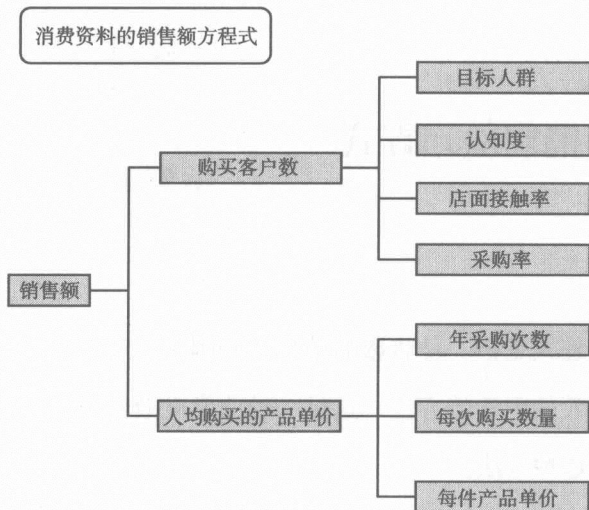 消费资料的销售额方程式
目标人群
认知度
购买客户数
店面接触率
采购率
销售额
年采购次数
人均购买的产品单价
每次购买数量
每件产品单价